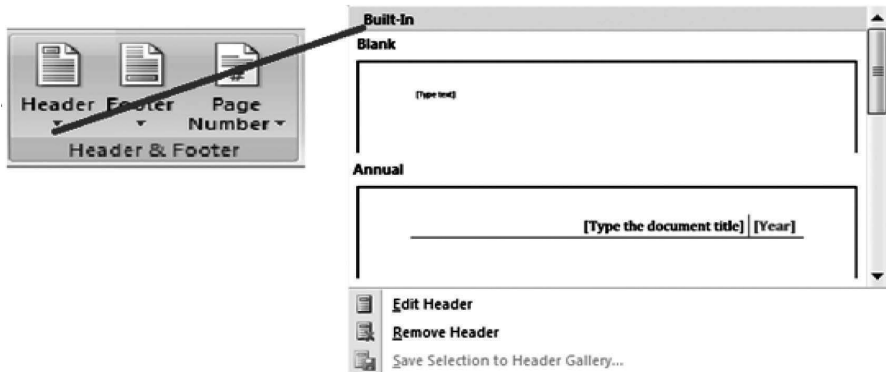 Header Footer Page
Number
Header & Footer
Built-In
Blank
[Type text]
Annual
[Type the document title] [Year]
Edit Header
Remove Header
Save Selection to Header Gallery...